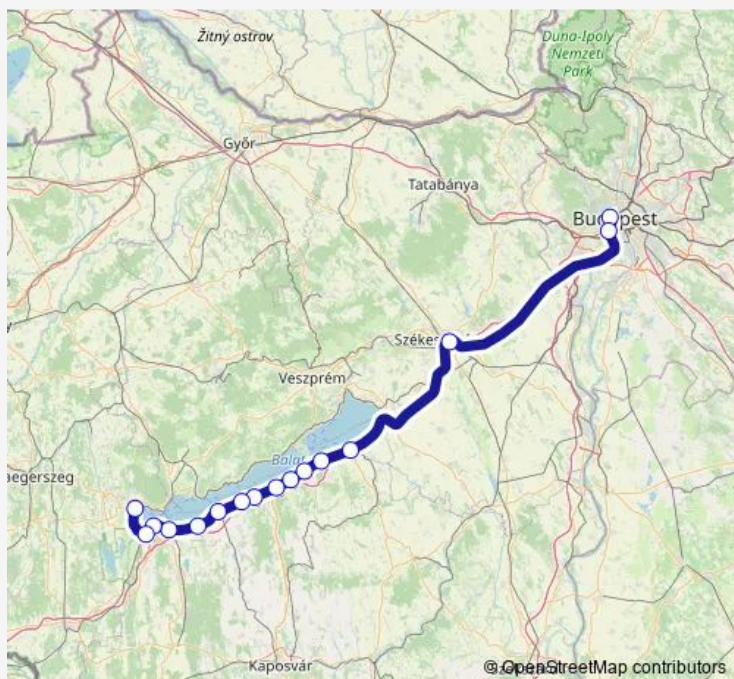 Žitný ostrov
Duna-Ipoly
Nemzeti
Park
Győr
Tatabánya
Budapest
Székes
Veszprém
Balat
aegerszeg
Kaposvár
© OpenStreetMap contributors